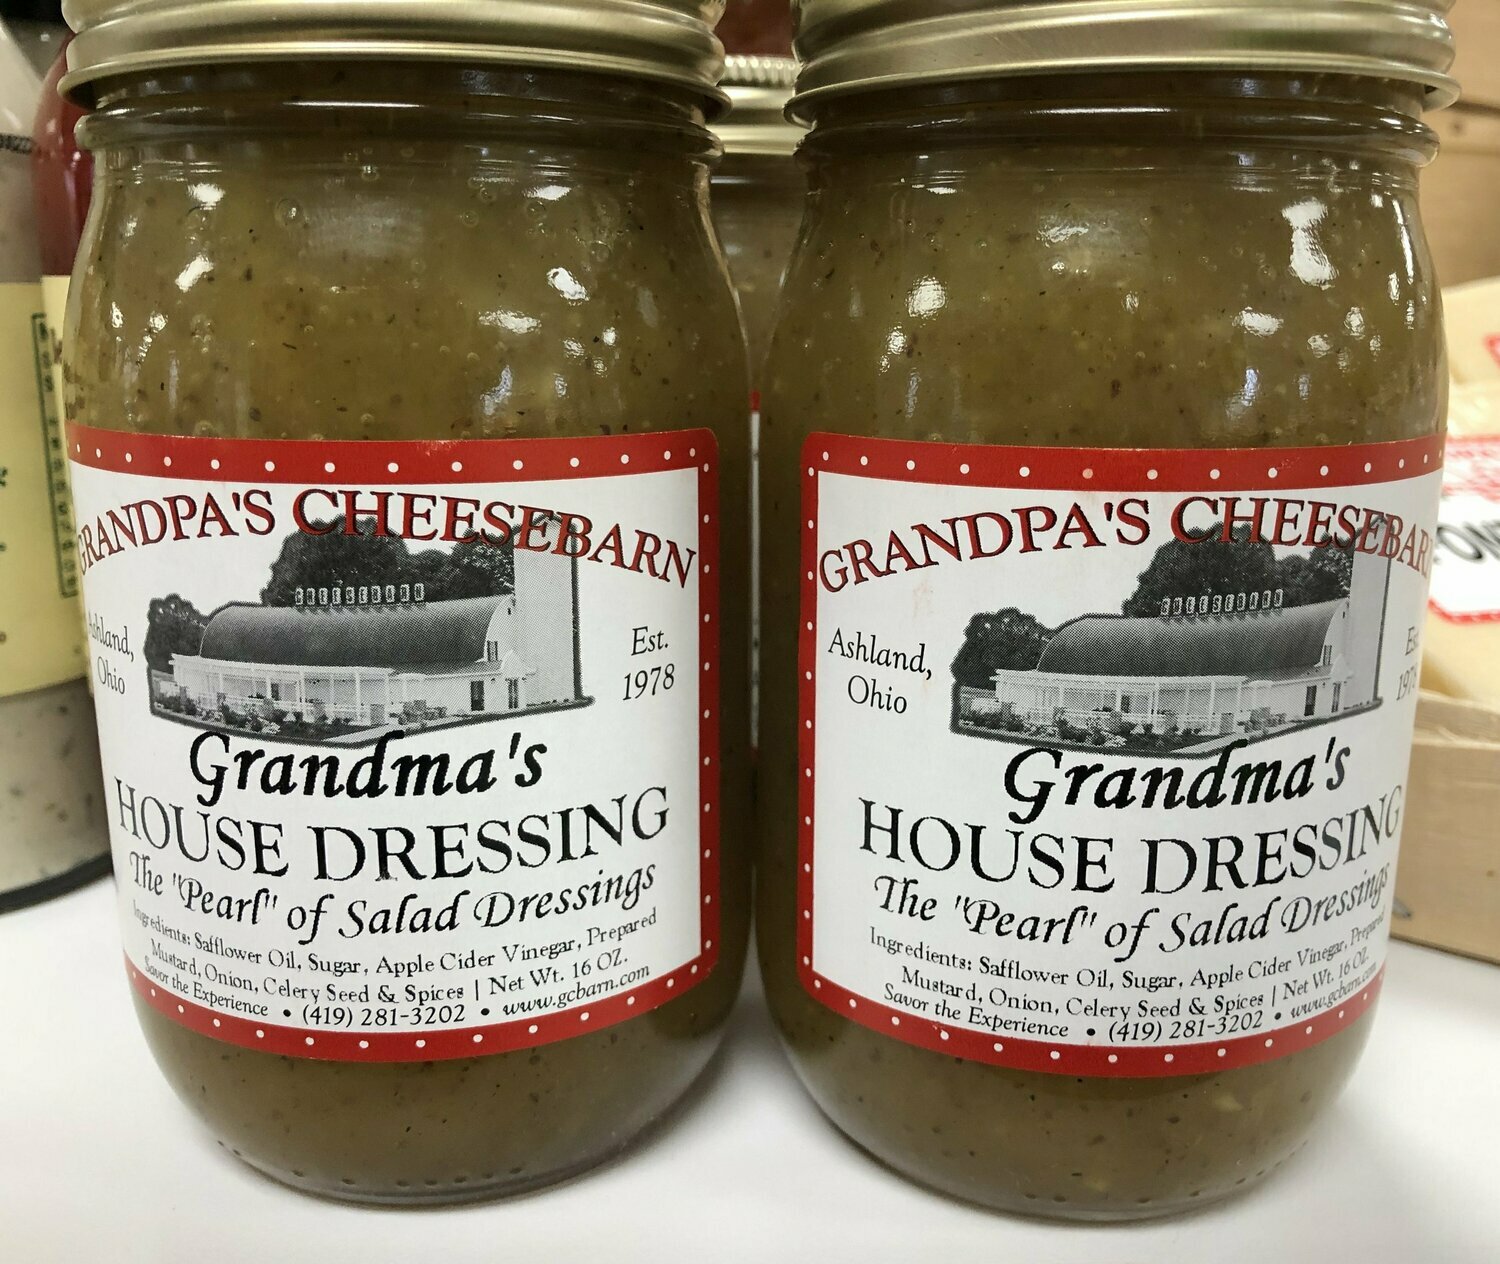 GRANDPA'S CHEESEBARN
CHEESEBARN
Ashland,
Ohio
Est.
1978
Grandma's
HOUSE DRESSING
The "Pearl" of Salad Dressings
Ingredients: Safflower Oil, Sugar, Apple Cider Vinegar, Prepared
Mustard, Onion, Celery Seed & Spices | Net Wt. 16 OZ.
Savor the Experience • (419) 281-3202 • www.gcbarn.com
GRANDPA'S CHEESEBARN
CHEESEBARN
Ashland,
Ohio
Est.
1978
Grandma's
HOUSE DRESSING
The "Pearl" of Salad Dressings
Ingredients: Safflower Oil, Sugar, Apple Cider Vinegar, Prepared
Mustard, Onion, Celery Seed & Spices | Net Wt. 16 OZ.
Savor the Experience • (419) 281-3202 • www.gcbarn.com